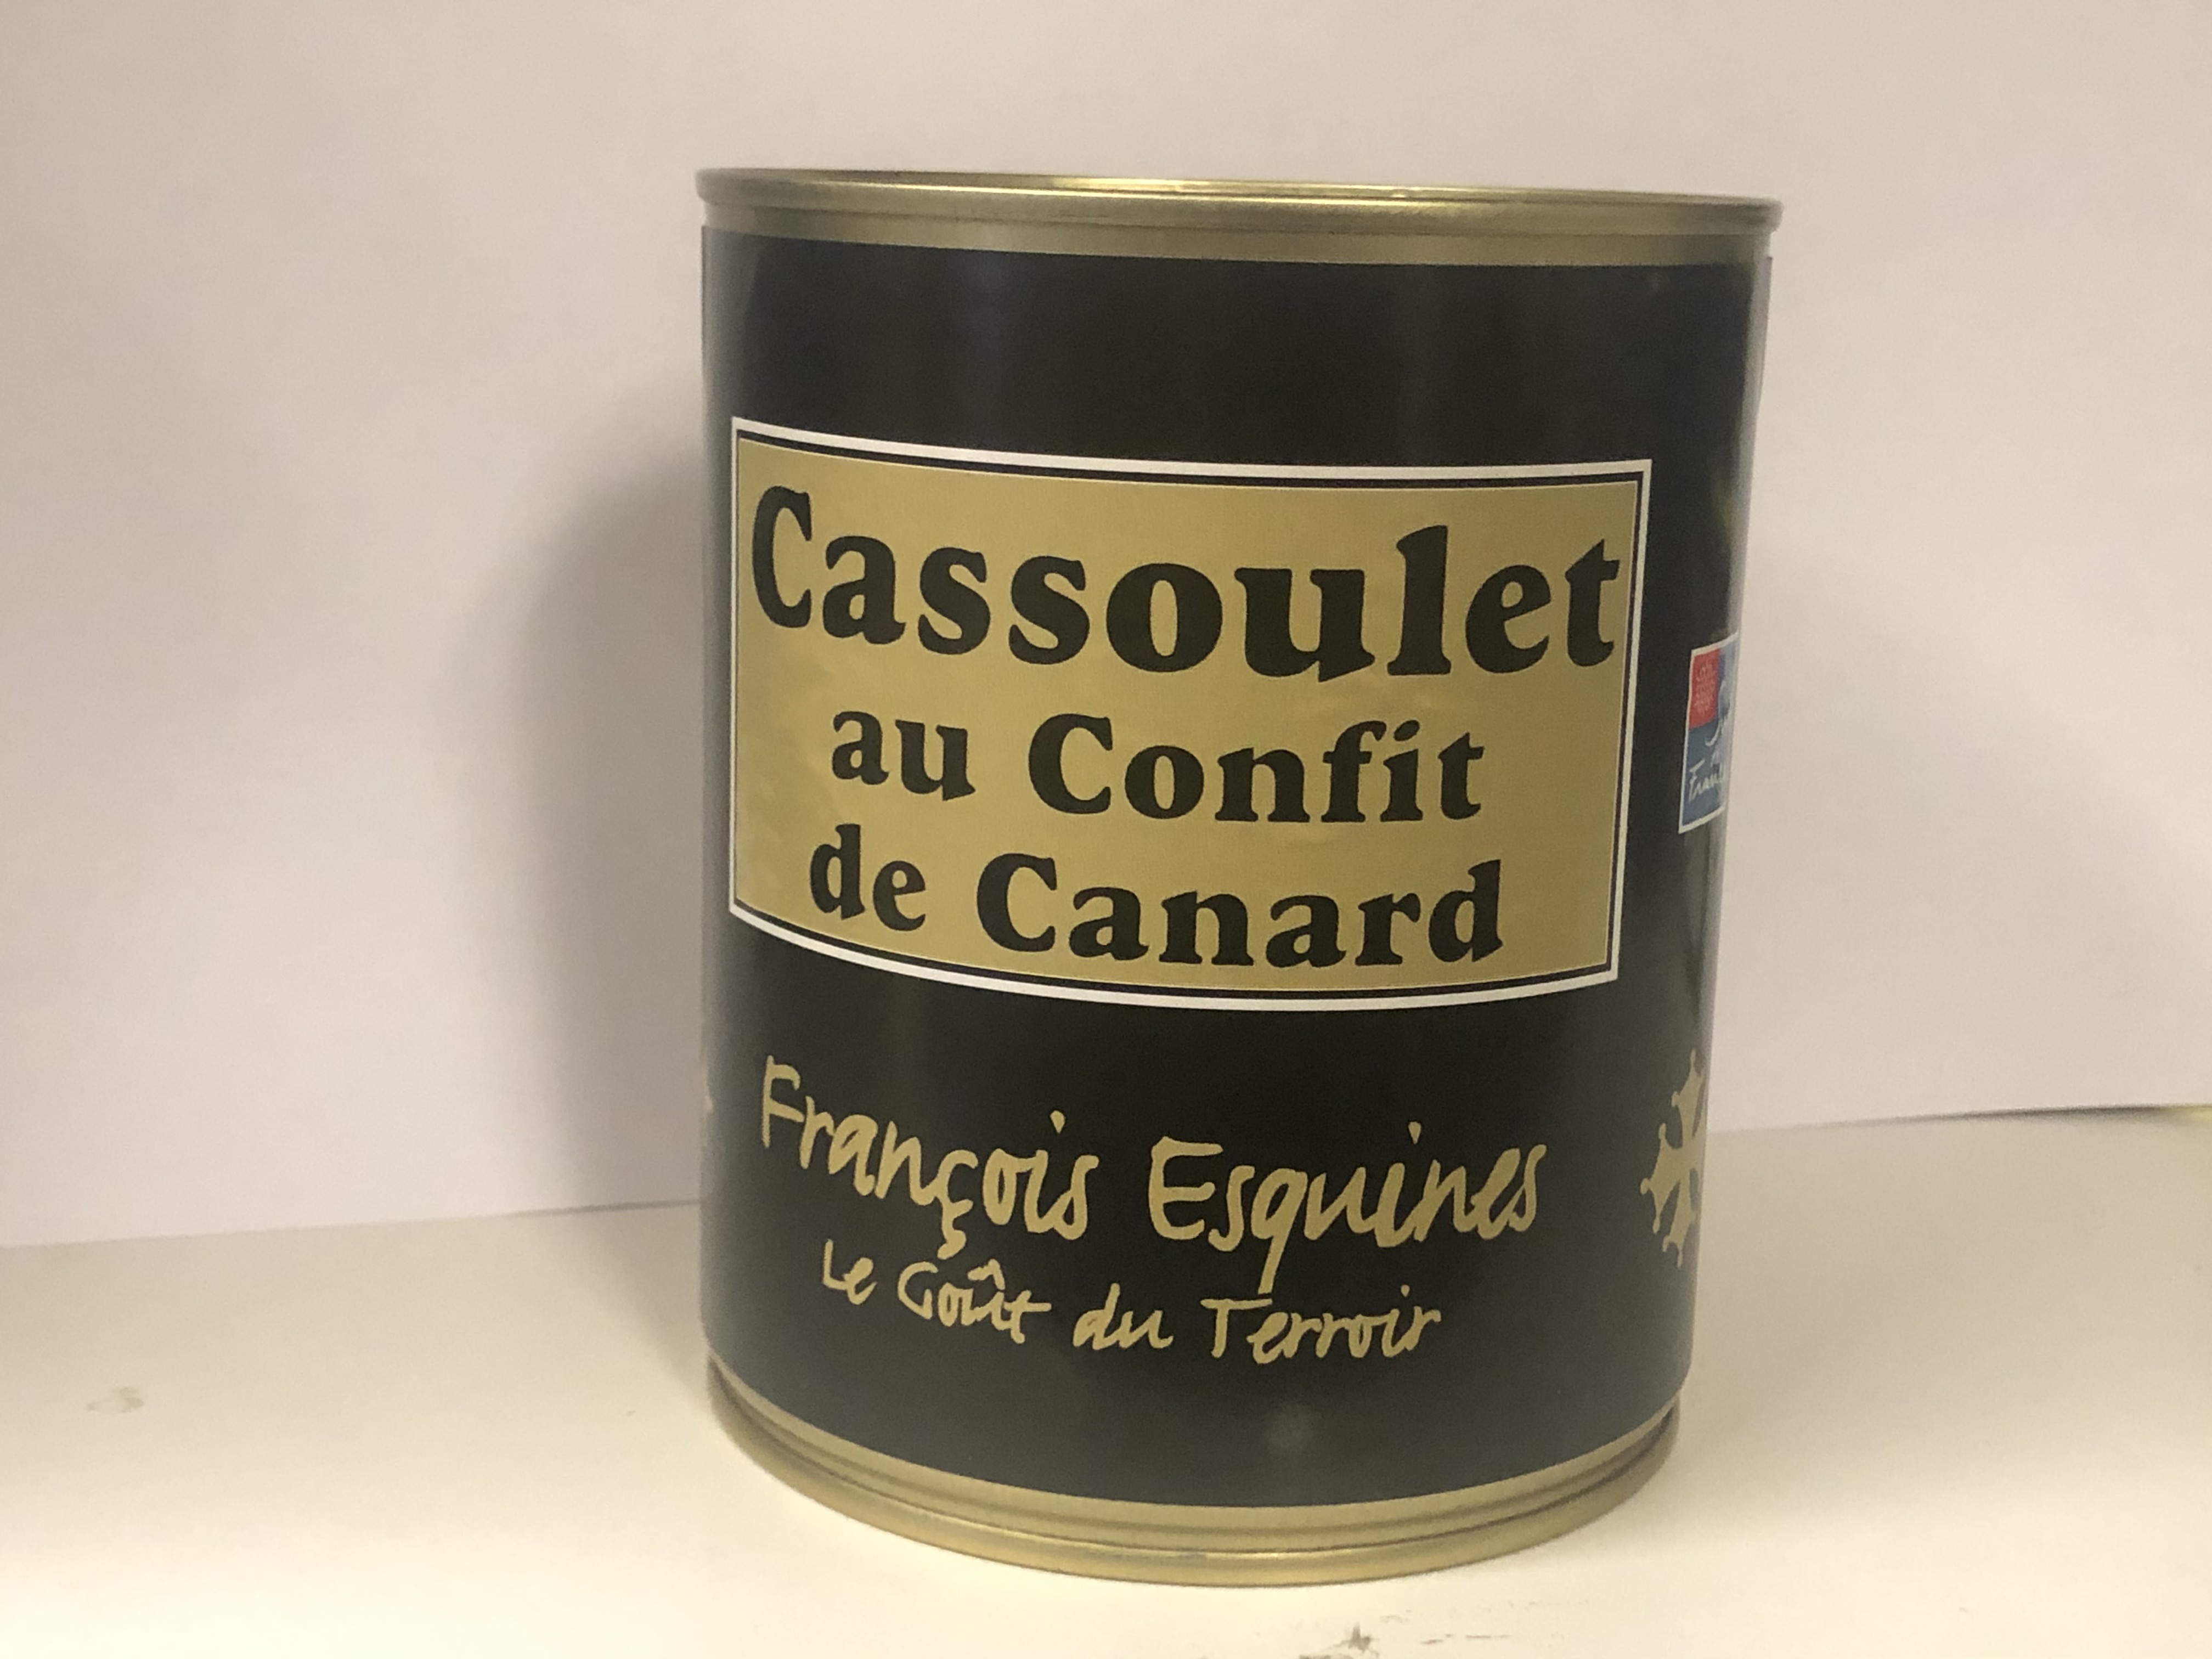 Cassoulet
au Confit
de Canard
François Esquines
Le Goût du Terroir